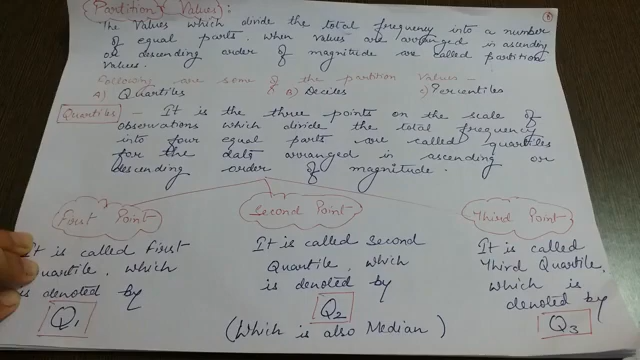 Partition Values :
The Values which divide the total frequency into a number
of equal parts. When values are arranged in ascending
or descending order of magnitude are called partition
values.
Following are some of the partition Values -
A) Quartiles B) Deciles c) Percentiles
Quartiles - It is the three points on the scale of
observations which divide the total frequency
into four equal parts are called quartiles
for the data arranged in ascending or
descending order of magnitude.
First Point
It is called first
quartile, which
is denoted by
Q1
Second Point
It is called second
Quartile, which
is denoted by
Q2
(Which is also Median)
Third Point
It is called
Third Quartile,
which is
denoted by
Q3